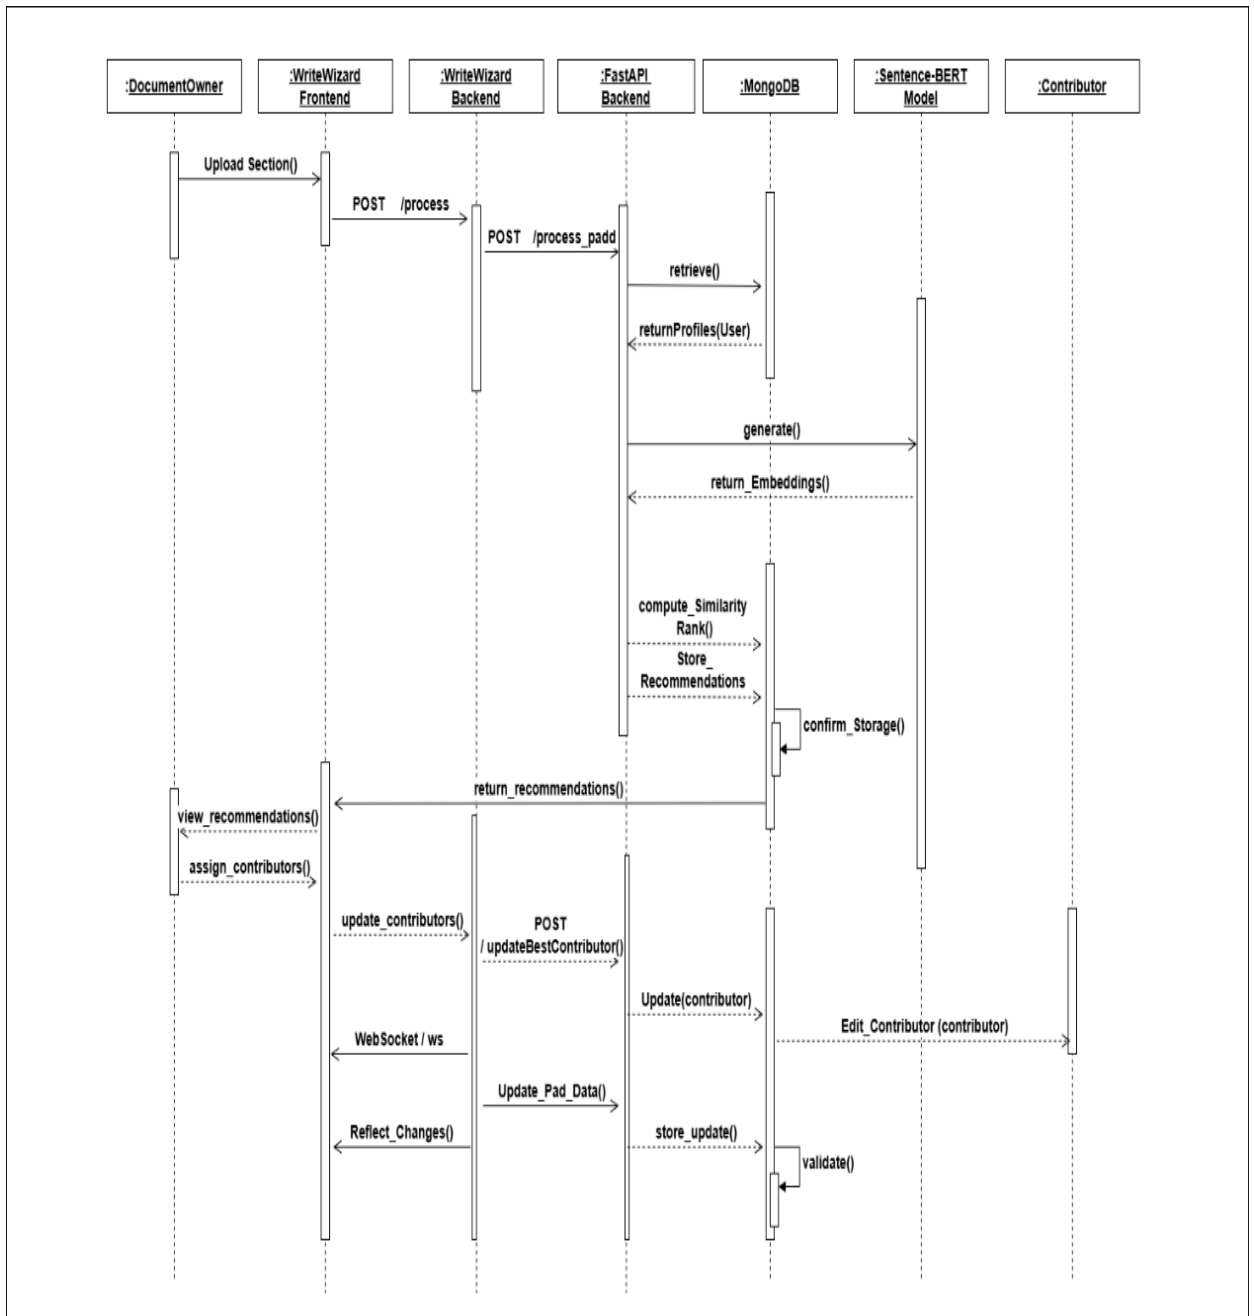 :DocumentOwner
:WriteWizard
Frontend
:WriteWizard
Backend
:FastAPI
Backend
:MongoDB
:Sentence-BERT
Model
:Contributor
Upload Section()
POST /process
POST /process_padd
retrieve()
returnProfiles(User)
generate()
return_Embeddings()
compute_Similarity
Rank()
Store_
Recommendations
confirm_Storage()
return_recommendations()
view_recommendations()
assign_contributors()
update_contributors()
POST
/ updateBestContributor()
Update(contributor)
Edit_Contributor (contributor)
WebSocket / ws
Update_Pad_Data()
Reflect_Changes()
store_update()
validate()